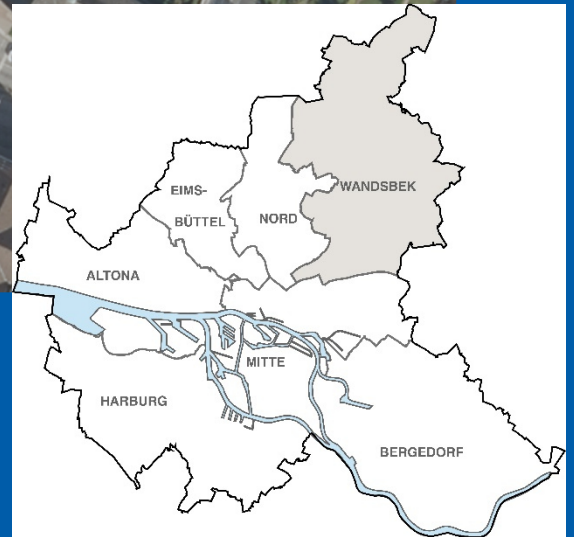 WANDSBEK
EIMS-
BÜTTEL
NORD
ALTONA
MITTE
HARBURG
BERGEDORF